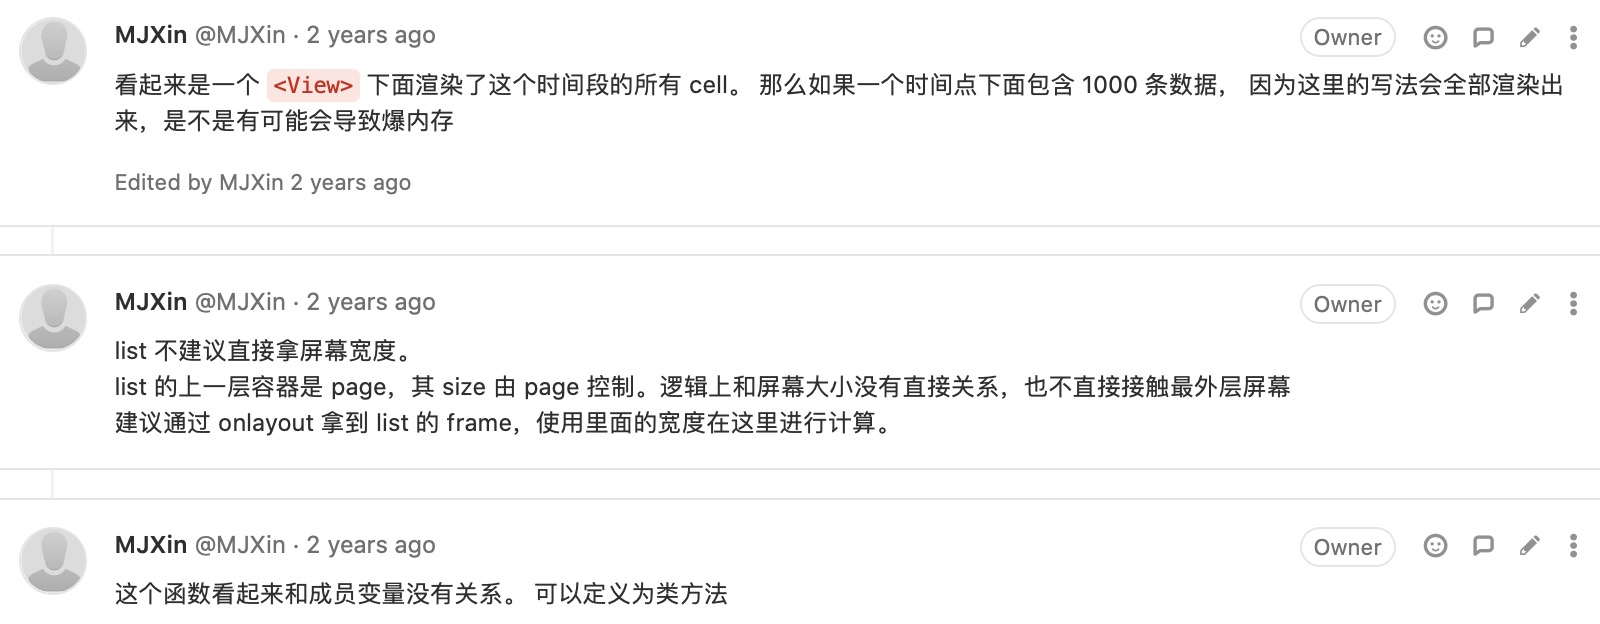 MJXin @MJXin · 2 years ago
Owner
看起来是一个 <View> 下面渲染了这个时间段的所有 cell。 那么如果一个时间点下面包含 1000 条数据， 因为这里的写法会全部渲染出
来，是不是有可能会导致爆内存
Edited by MJXin 2 years ago
MJXin @MJXin · 2 years ago
Owner
list 不建议直接拿屏幕宽度。
list 的上一层容器是 page，其 size 由 page 控制。逻辑上和屏幕大小没有直接关系，也不直接接触最外层屏幕
建议通过 onlayout 拿到 list 的 frame，使用里面的宽度在这里进行计算。
MJXin @MJXin · 2 years ago
Owner
这个函数看起来和成员变量没有关系。 可以定义为类方法